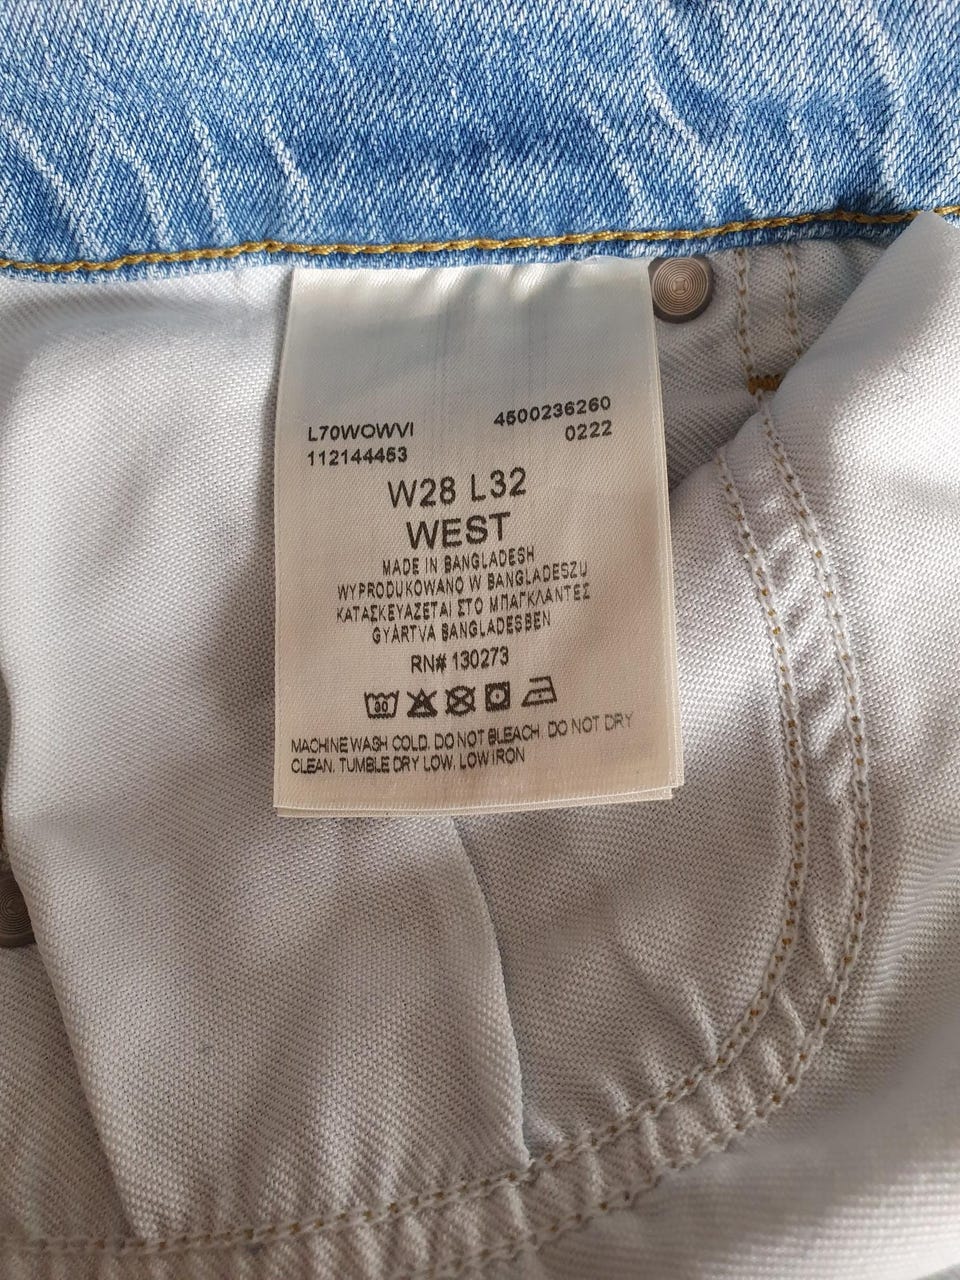 L70WOWVI 4500236260
112144453 0222
W28 L32
WEST
MADE IN BANGLADESH
WYPRODUKOWANO W BANGLADESZU
ΚΑΤΑΣΚΕΥΑΖΕΤΑΙ ΣΤΟ ΜΠΑΓΚΛΑΝΤΕΣ
GYÁRTVA BANGLADESBEN
RN# 130273
30
MACHINE WASH COLD. DO NOT BLEACH. DO NOT DRY
CLEAN. TUMBLE DRY LOW. LOW IRON